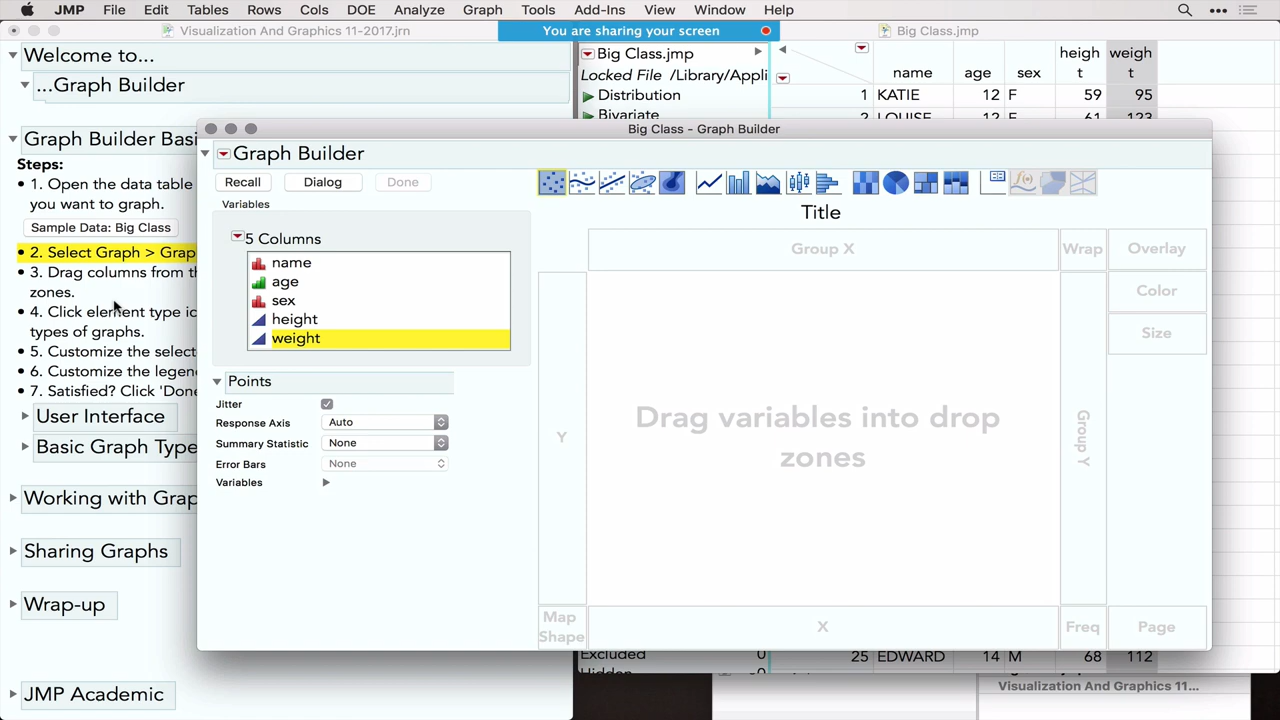 JMP File Edit Tables Rows Cols DOE Analyze Graph Tools Add-Ins View Window Help
Visualization And Graphics 11-2017.jrn
You are sharing your screen
Big Class.jmp
Welcome to...
...Graph Builder
Graph Builder Basi
Steps:
• 1. Open the data table
you want to graph.
Sample Data: Big Class
• 2. Select Graph > Grap
• 3. Drag columns from th
zones.
• 4. Click element type ic
types of graphs.
• 5. Customize the select
• 6. Customize the legen
• 7. Satisfied? Click 'Done
User Interface
Basic Graph Type
Working with Grap
Sharing Graphs
Wrap-up
JMP Academic
Big Class.jmp
Locked File /Library/Appli
Distribution
Bivariate
name age sex heigh
t weigh
t
1 KATIE 12 F 59 95
2 LOUISE 12 F 61 123
Big Class - Graph Builder
Graph Builder
Recall Dialog Done
Variables
5 Columns
name
age
sex
height
weight
Points
Jitter
Response Axis Auto
Summary Statistic None
Error Bars None
Variables
Title
Group X Wrap Overlay
Color
Size
Y
Drag variables into drop
zones
Group Y
Map
Shape
X Freq Page
Excluded 0
Hidden
25 EDWARD 14 M 68 112
Visualization And Graphics 11...